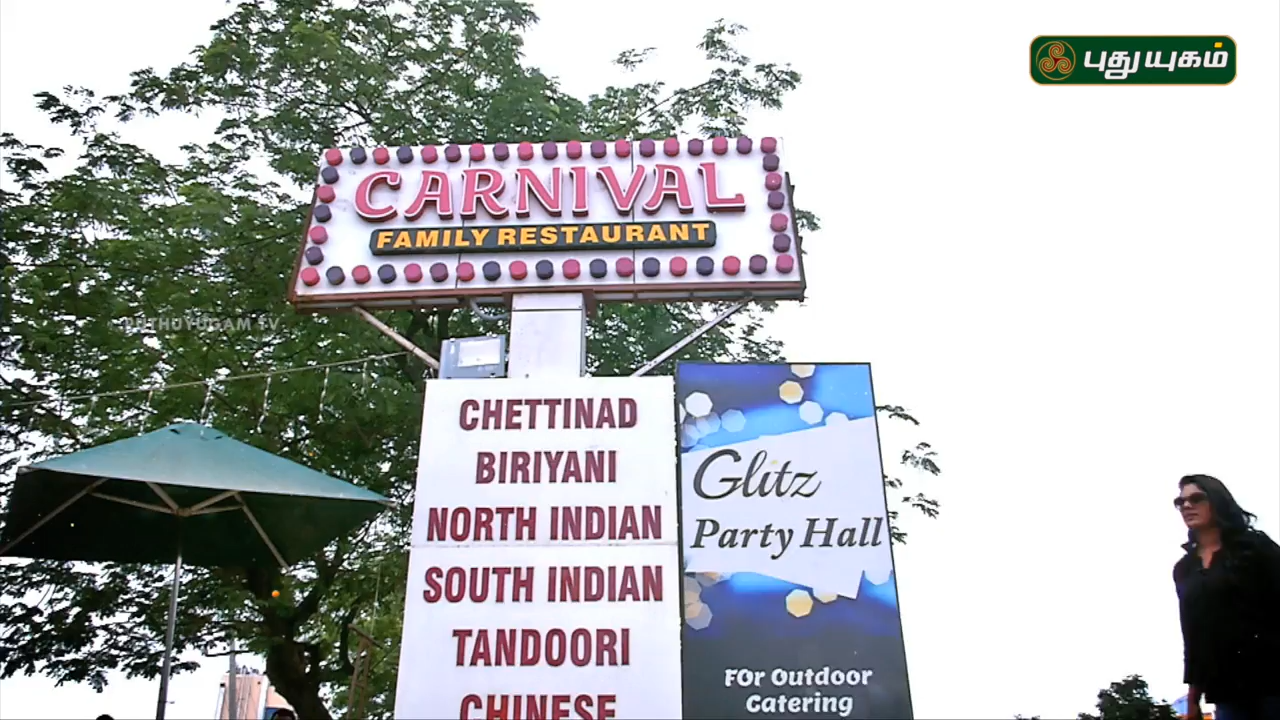 புதுயுகம்
CARNIVAL
FAMILY RESTAURANT
PUTHUYUGAM TV
CHETTINAD
BIRIYANI
NORTH INDIAN
SOUTH INDIAN
TANDOORI
CHINESE
Glitz
Party Hall
FOr Outdoor
Catering